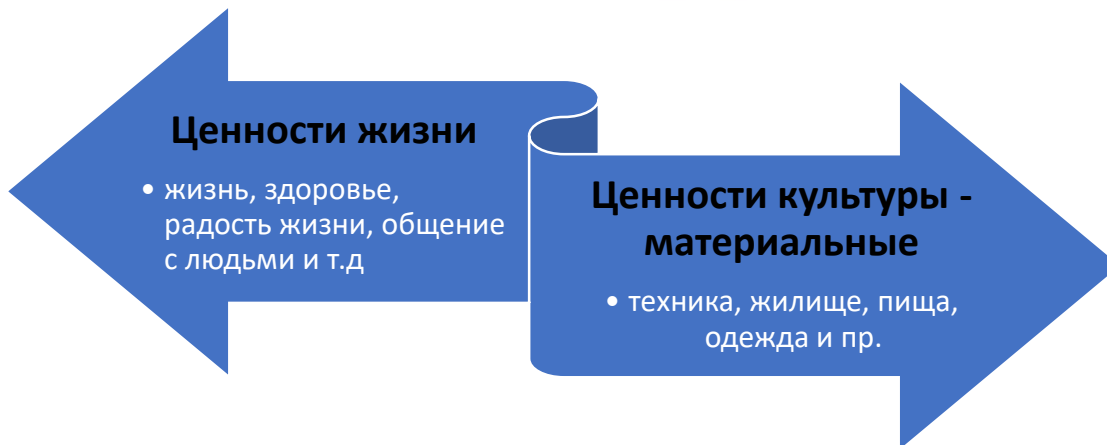 Ценности жизни
• жизнь, здоровье,
радость жизни, общение
с людьми и т.д
Ценности культуры -
материальные
• техника, жилище, пища,
одежда и пр.